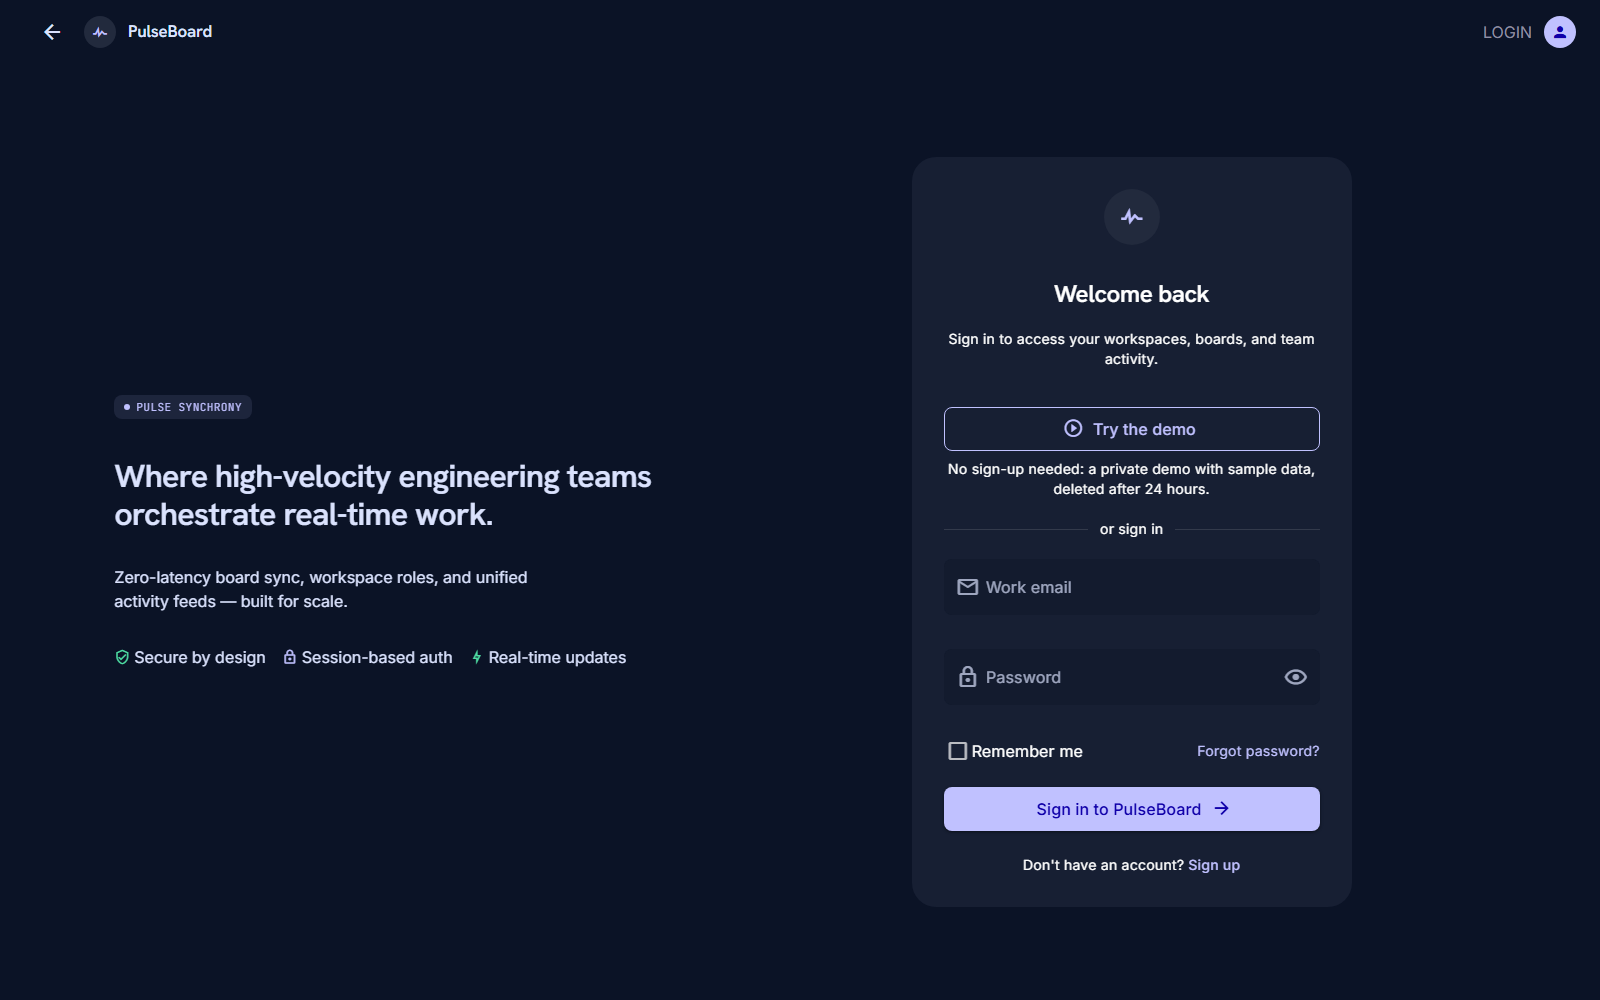 PulseBoard
LOGIN
PULSE SYNCHRONY
Where high-velocity engineering teams
orchestrate real-time work.
Zero-latency board sync, workspace roles, and unified
activity feeds — built for scale.
Secure by design
Session-based auth
Real-time updates
Welcome back
Sign in to access your workspaces, boards, and team
activity.
Try the demo
No sign-up needed: a private demo with sample data,
deleted after 24 hours.
or sign in
Work email
Password
Remember me
Forgot password?
Sign in to PulseBoard
Don't have an account? Sign up